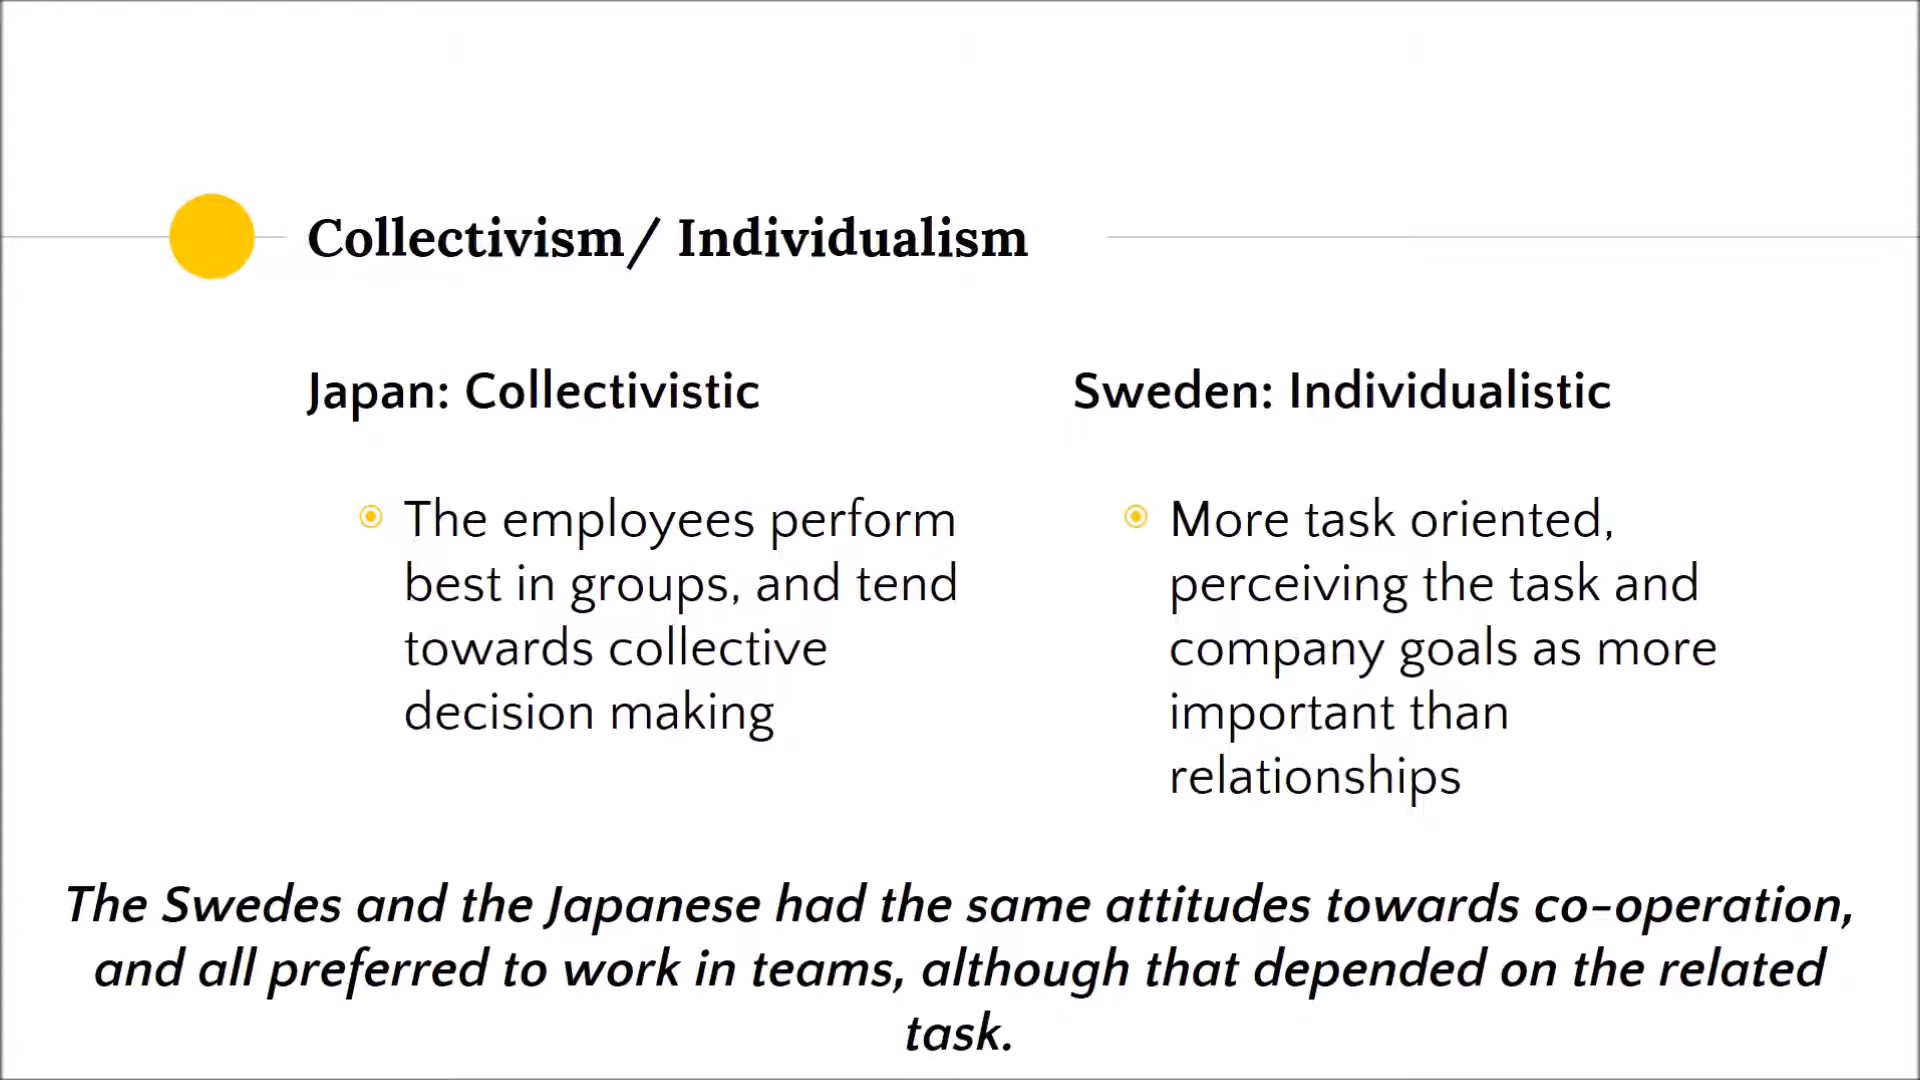 Collectivism/ Individualism
Japan: Collectivistic
The employees perform
best in groups, and tend
towards collective
decision making
Sweden: Individualistic
More task oriented,
perceiving the task and
company goals as more
important than
relationships
The Swedes and the Japanese had the same attitudes towards co-operation,
and all preferred to work in teams, although that depended on the related
task.